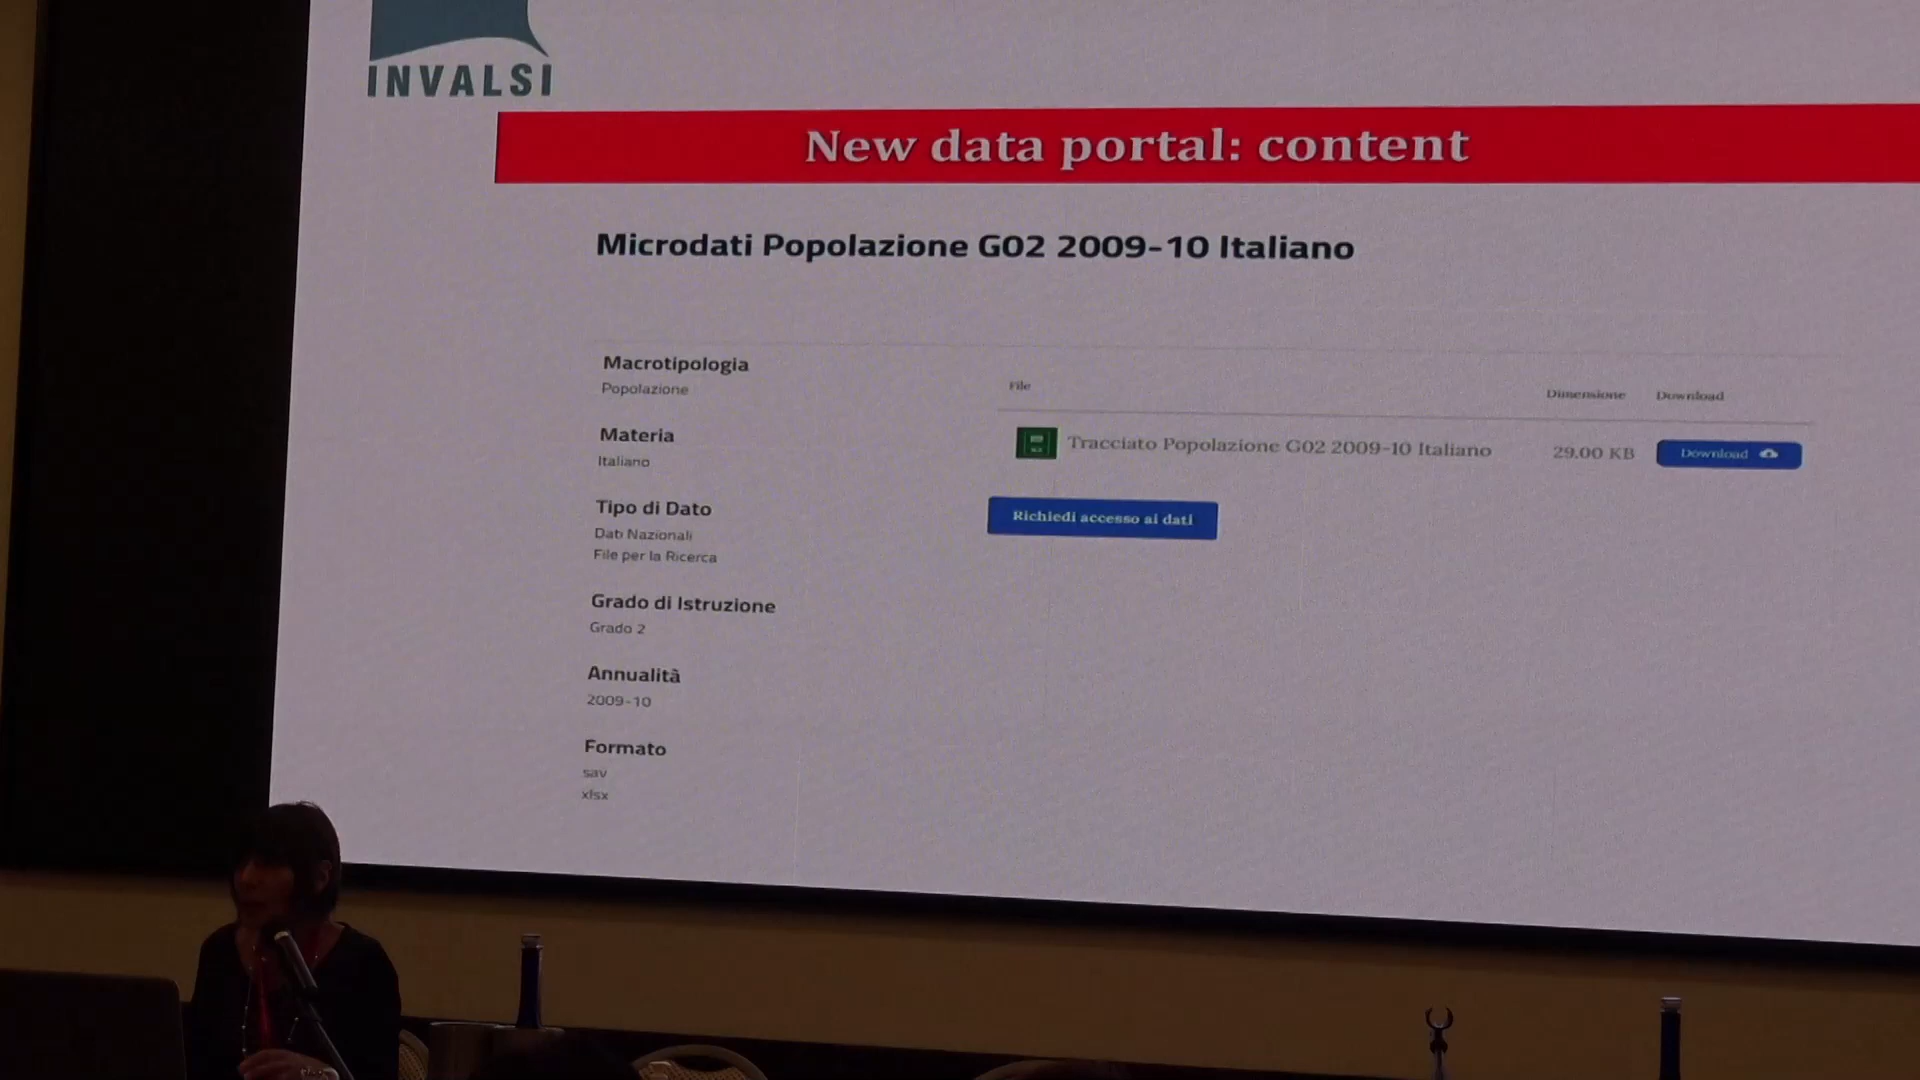 INVALSI
New data portal: content
Microdati Popolazione G02 2009-10 Italiano
Macrotipologia
Popolazione
Materia
Italiano
Tipo di Dato
Dati Nazionali
File per la Ricerca
Grado di Istruzione
Grado 2
Annualità
2009-10
Formato
sav
xlsx
File Dimensione Download
Tracciato Popolazione G02 2009-10 Italiano 29.00 KB Download
Richiedi accesso ai dati